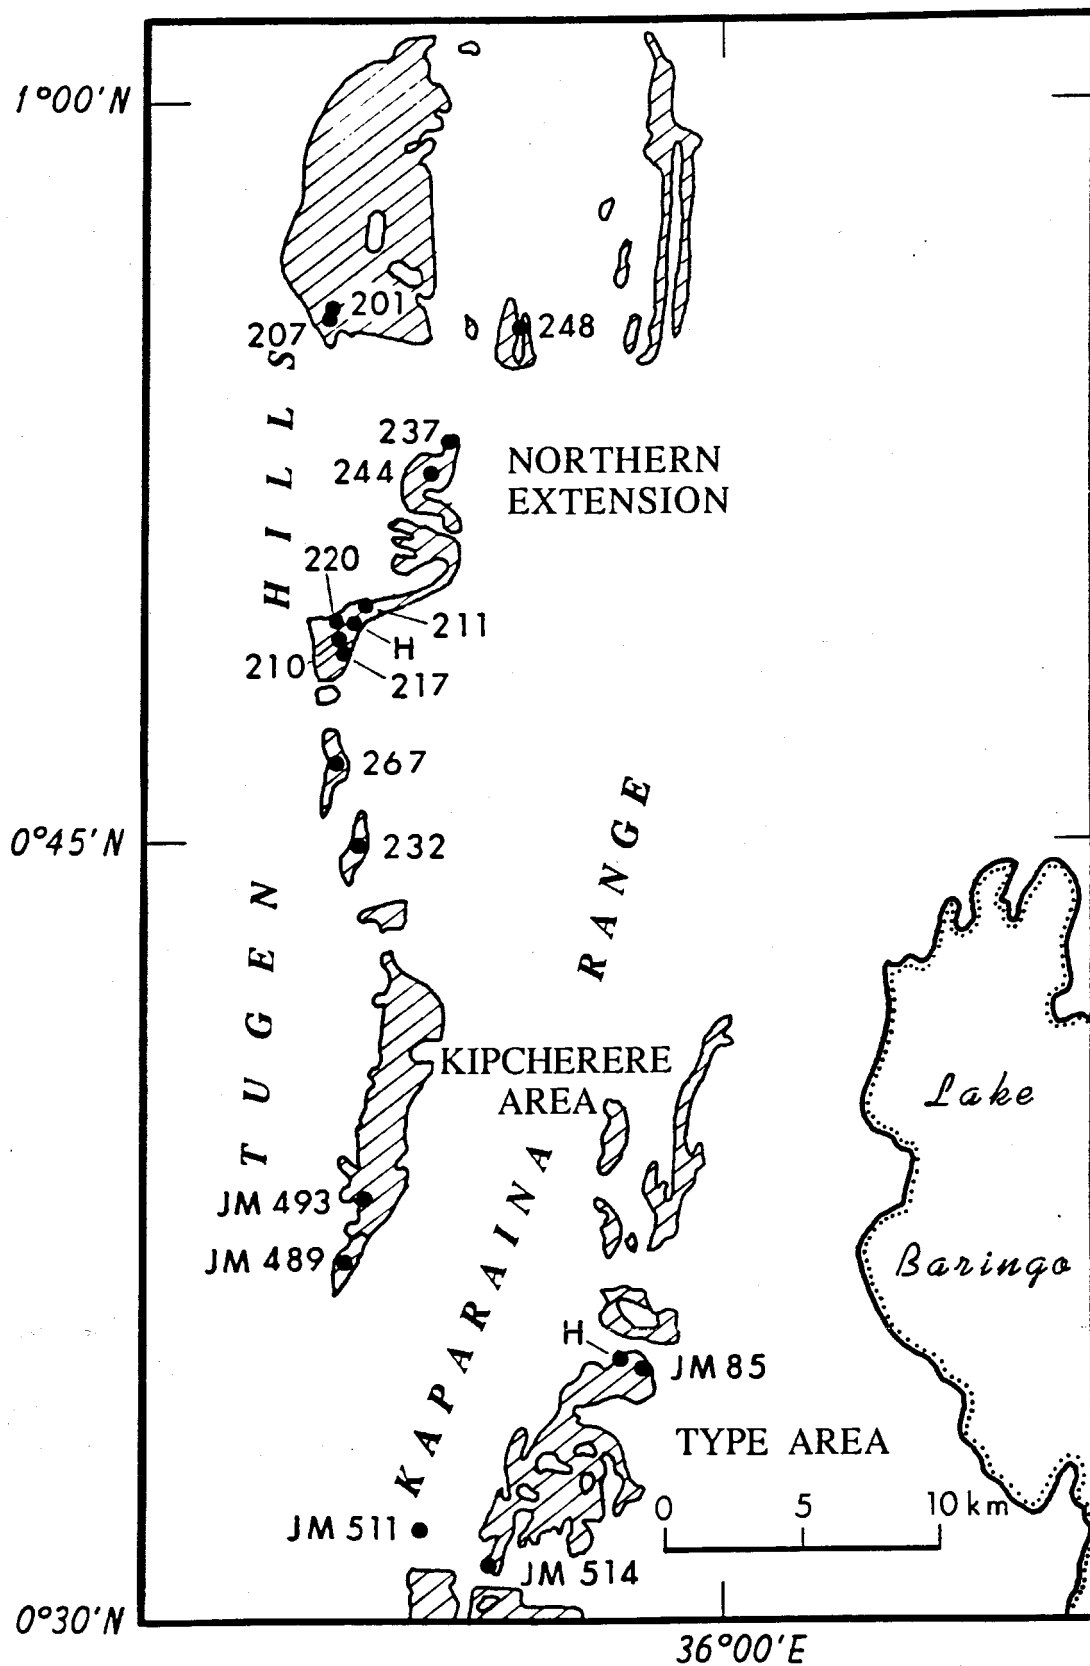 1°00'N
201
207
248
237
244
NORTHERN
EXTENSION
220
211
H
210
217
267
0°45'N
232
TUGEN HILLS
KAPARAINA RANGE
KIPCHERERE
AREA
Lake
Baringo
JM 493
JM 489
H
JM 85
TYPE AREA
0 5 10 km
JM 511
JM 514
0°30'N
36°00'E